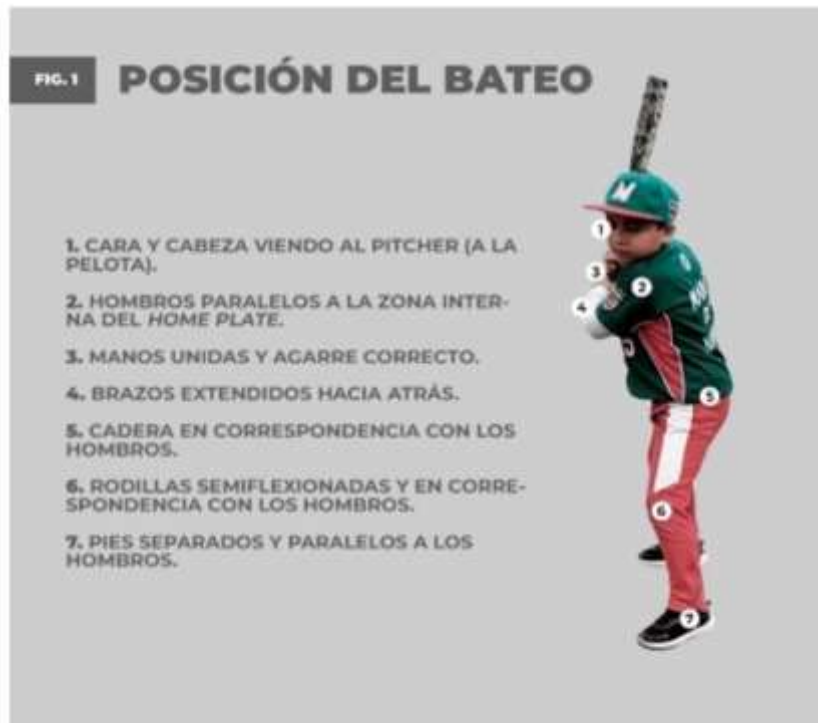 FIG. 1
POSICIÓN DEL BATEO
1. CARA Y CABEZA VIENDO AL PITCHER (A LA
PELOTA).
2. HOMBROS PARALELOS A LA ZONA INTER-
NA DEL HOME PLATE.
3. MANOS UNIDAS Y AGARRE CORRECTO.
4. BRAZOS EXTENDIDOS HACIA ATRÁS.
5. CADERA EN CORRESPONDENCIA CON LOS
HOMBROS.
6. RODILLAS SEMIFLEXIONADAS Y EN CORRE-
SPONDENCIA CON LOS HOMBROS.
7. PIES SEPARADOS Y PARALELOS A LOS
HOMBROS.
1
3
2
4
5
6
7